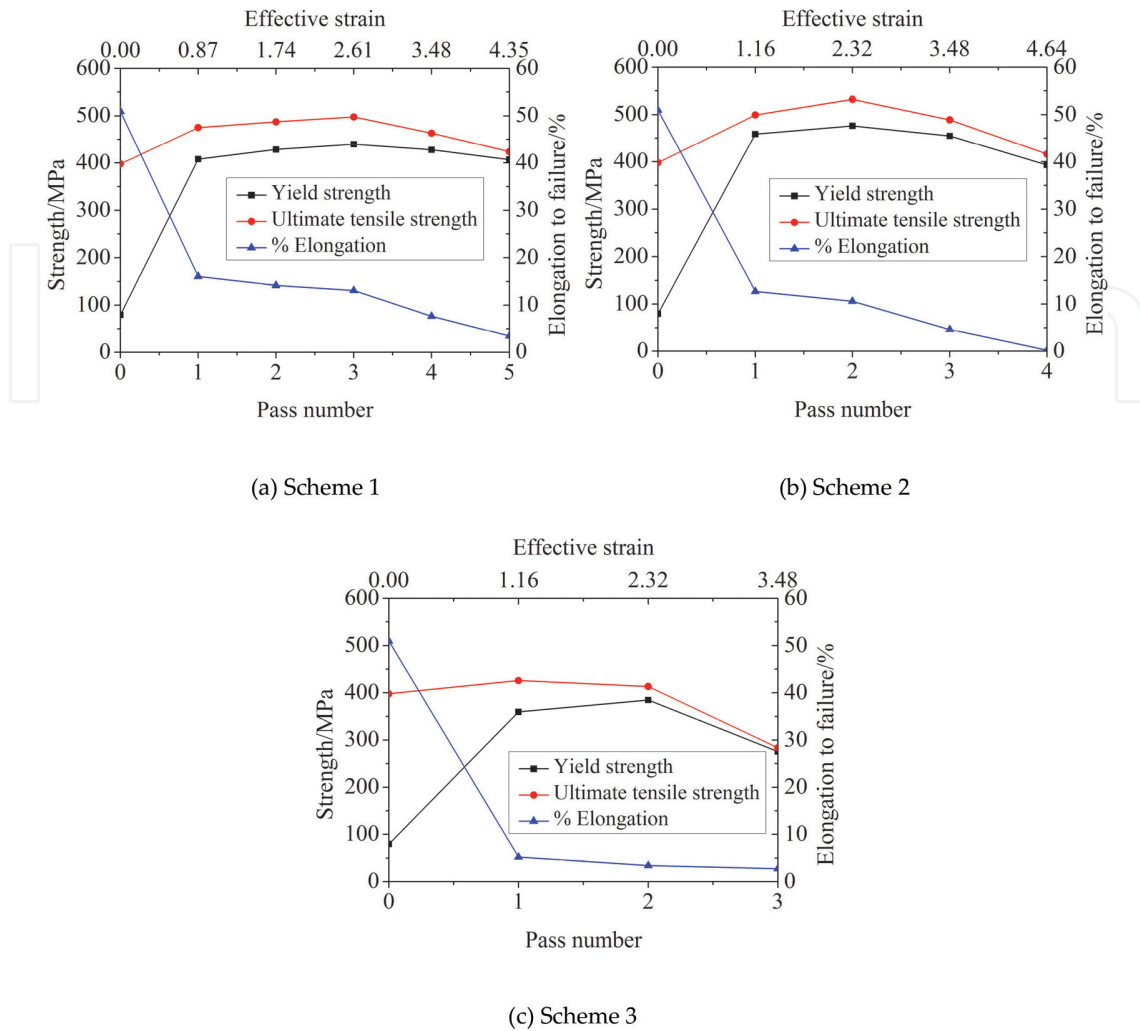 Effective strain
0.00 0.87 1.74 2.61 3.48 4.35
600 60
500 50
400 40
300 30
200 20
100 10
0 0
Strength/MPa
Elongation to failure/%
Yield strength
Ultimate tensile strength
% Elongation
0 1 2 3 4 5
Pass number
(a) Scheme 1
Effective strain
0.00 1.16 2.32 3.48 4.64
600 60
500 50
400 40
300 30
200 20
100 10
0 0
Strength/MPa
Elongation to failure/%
Yield strength
Ultimate tensile strength
% Elongation
0 1 2 3 4
Pass number
(b) Scheme 2
Effective strain
0.00 1.16 2.32 3.48
600 60
500 50
400 40
300 30
200 20
100 10
0 0
Strength/MPa
Elongation to failure/%
Yield strength
Ultimate tensile strength
% Elongation
0 1 2 3
Pass number
(c) Scheme 3